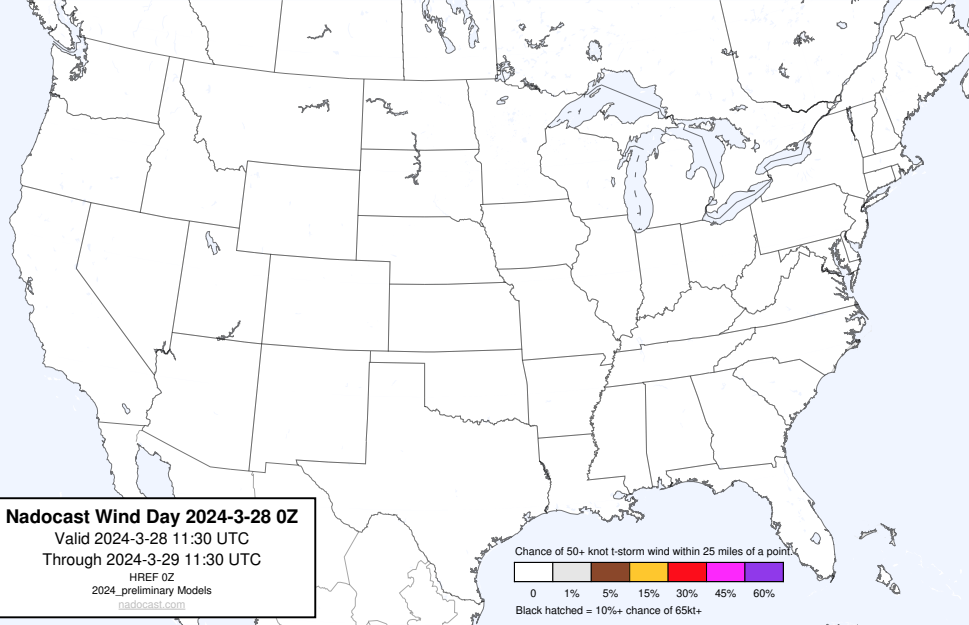 Nadocast Wind Day 2024-3-28 0Z
Valid 2024-3-28 11:30 UTC
Through 2024-3-29 11:30 UTC
HREF 0Z
2024_preliminary Models
nadocast.com
Chance of 50+ knot t-storm wind within 25 miles of a point.
0 1% 5% 15% 30% 45% 60%
Black hatched = 10%+ chance of 65kt+